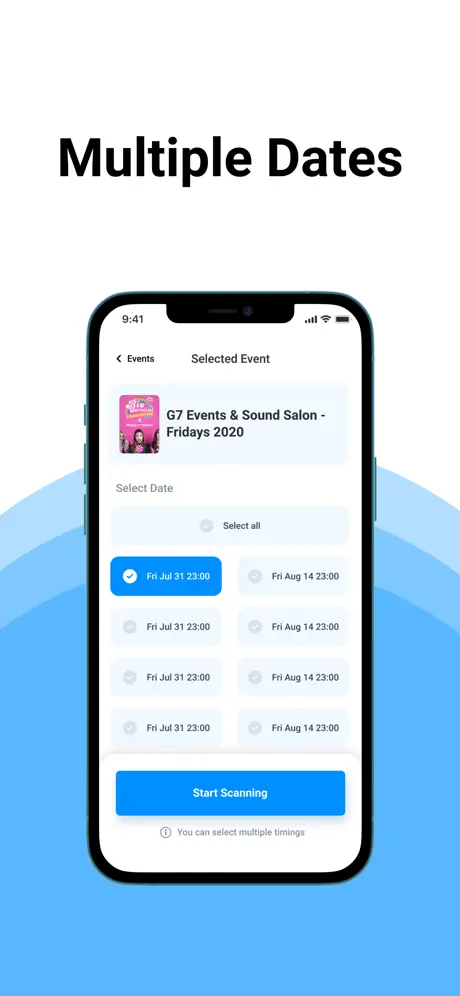 Multiple Dates
9:41
Events
Selected Event
G7 Events & Sound Salon -
Fridays 2020
Select Date
Select all
Fri Jul 31 23:00
Fri Aug 14 23:00
Fri Jul 31 23:00
Fri Aug 14 23:00
Fri Jul 31 23:00
Fri Aug 14 23:00
Fri Jul 31 23:00
Fri Aug 14 23:00
Start Scanning
You can select multiple timings